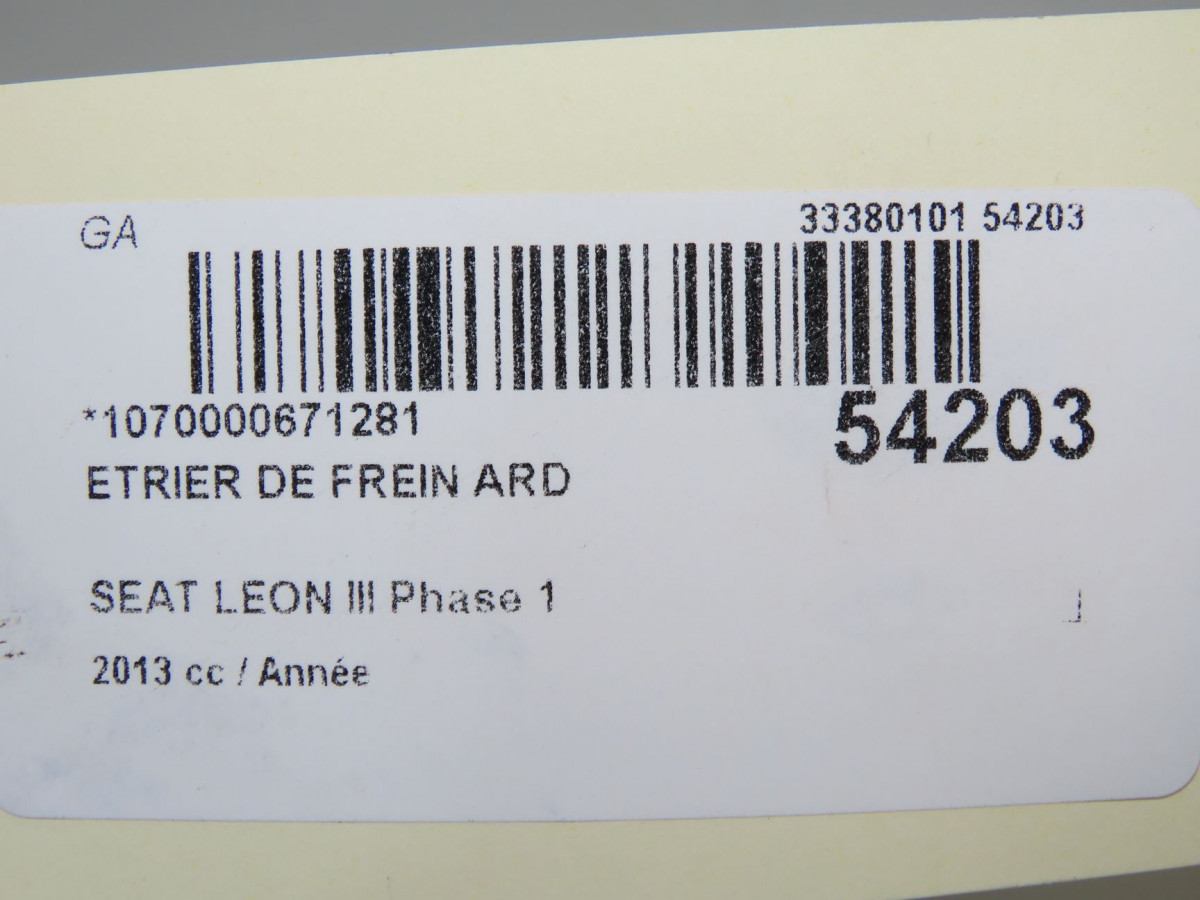 GA 33380101 54203
*1070000671281 54203
ETRIER DE FREIN ARD
SEAT LEON III Phase 1
2013 cc / Année